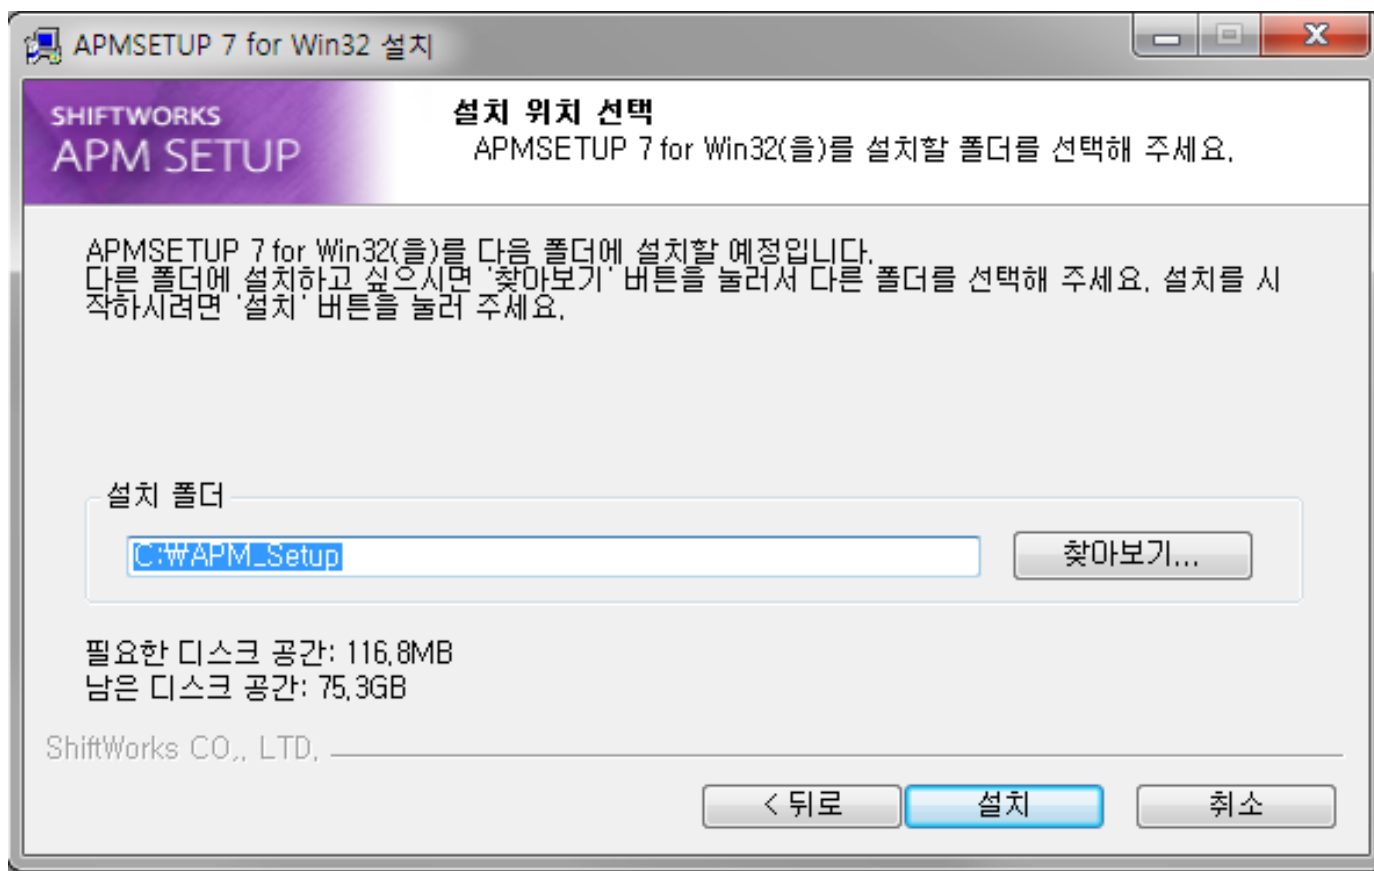 APMSETUP 7 for Win32 설치
SHIFTWORKS
APM SETUP
설치 위치 선택
APMSETUP 7 for Win32(을)를 설치할 폴더를 선택해 주세요.
APMSETUP 7 for Win32(을)를 다음 폴더에 설치할 예정입니다.
다른 폴더에 설치하고 싶으시면 '찾아보기' 버튼을 눌러서 다른 폴더를 선택해 주세요. 설치를 시
작하시려면 '설치' 버튼을 눌러 주세요.
설치 폴더
C:₩APM_Setup
찾아보기...
필요한 디스크 공간: 116.8MB
남은 디스크 공간: 75.3GB
ShiftWorks CO., LTD.
< 뒤로
설치
취소